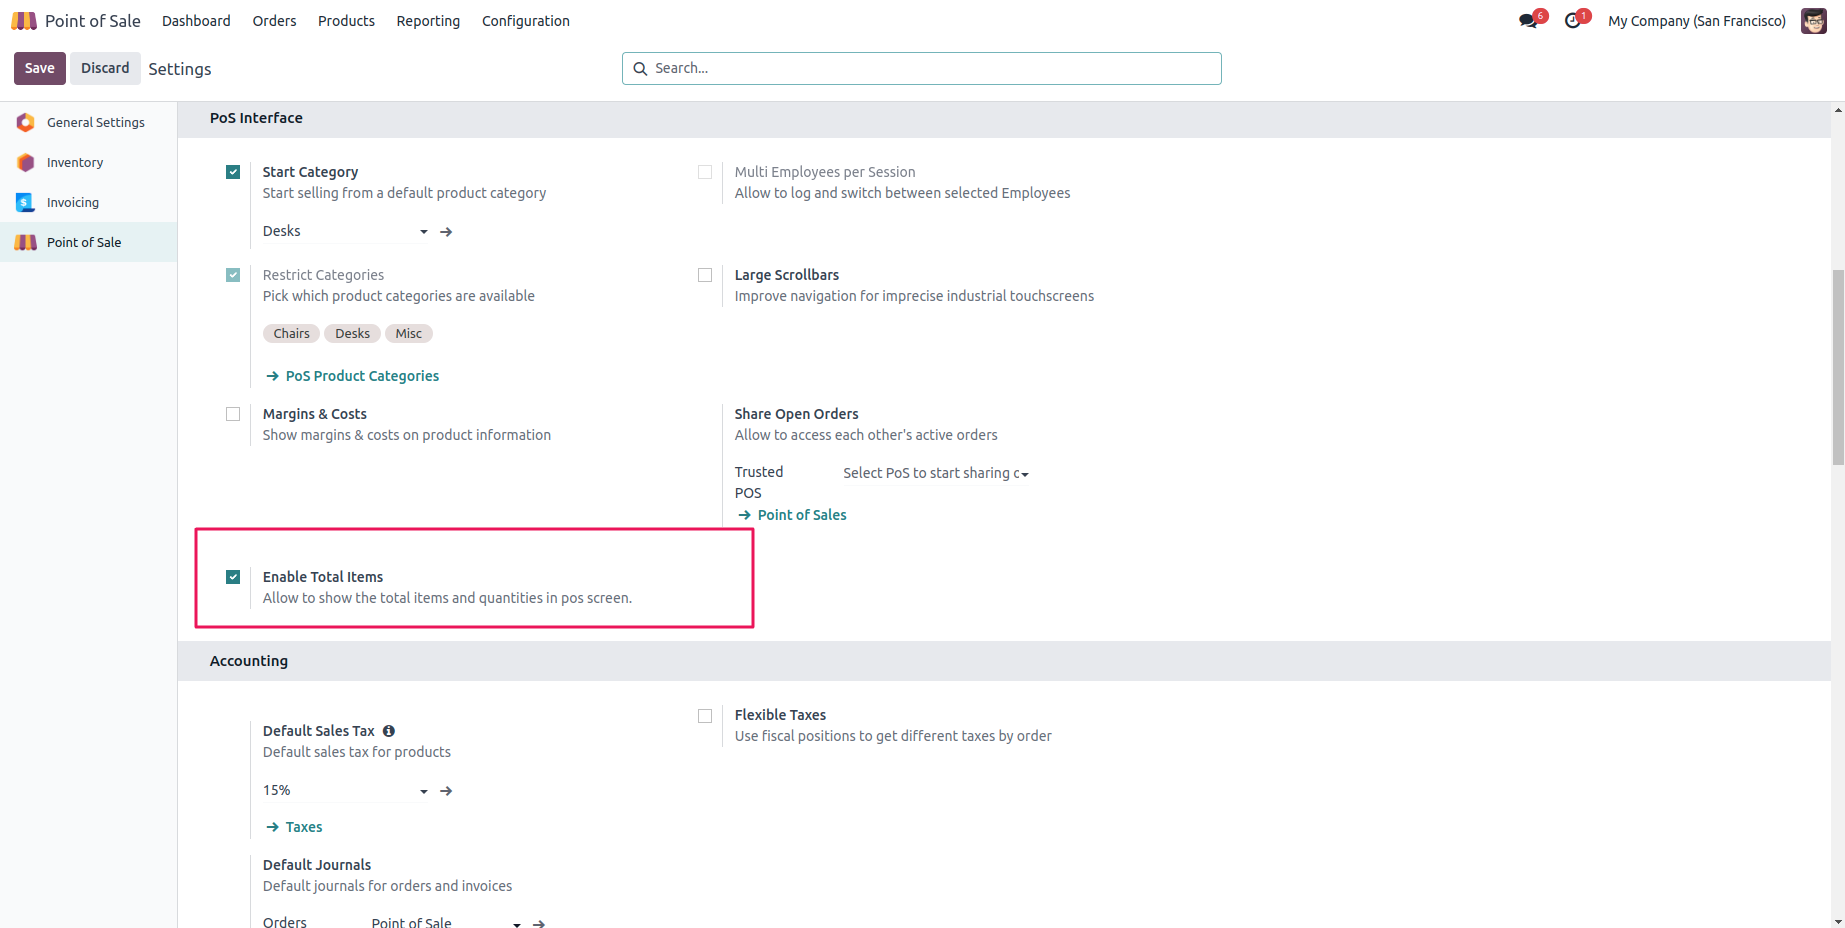 Point of Sale Dashboard Orders Products Reporting Configuration 6 1 My Company (San Francisco)
Save Discard Settings Search...
General Settings
Inventory
Invoicing
Point of Sale
PoS Interface
Start Category
Start selling from a default product category
Desks
Multi Employees per Session
Allow to log and switch between selected Employees
Restrict Categories
Pick which product categories are available
Chairs Desks Misc
PoS Product Categories
Large Scrollbars
Improve navigation for imprecise industrial touchscreens
Margins & Costs
Show margins & costs on product information
Share Open Orders
Allow to access each other's active orders
Trusted
POS
Select PoS to start sharing c
Point of Sales
Enable Total Items
Allow to show the total items and quantities in pos screen.
Accounting
Default Sales Tax
Default sales tax for products
15%
Taxes
Flexible Taxes
Use fiscal positions to get different taxes by order
Default Journals
Default journals for orders and invoices
Orders Point of Sale